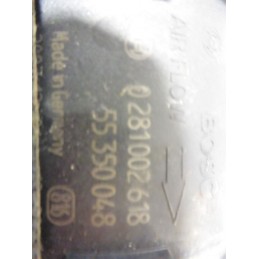 BOSCH
AIR FLOW
0 281 002 618
55 350 048
Made in Germany